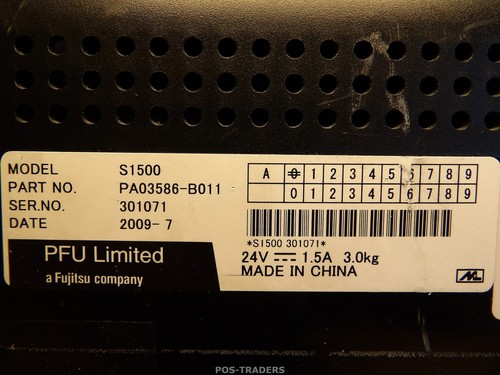 MODEL S1500
PART NO. PA03586-B011
SER.NO. 301071
DATE 2009- 7
PFU Limited
a Fujitsu company
A 0 1 2 3 4 5 6 7 8 9
0 1 2 3 4 5 6 7 8 9
*S1500 301071*
24V 1.5A 3.0kg
MADE IN CHINA
POS-TRADERS